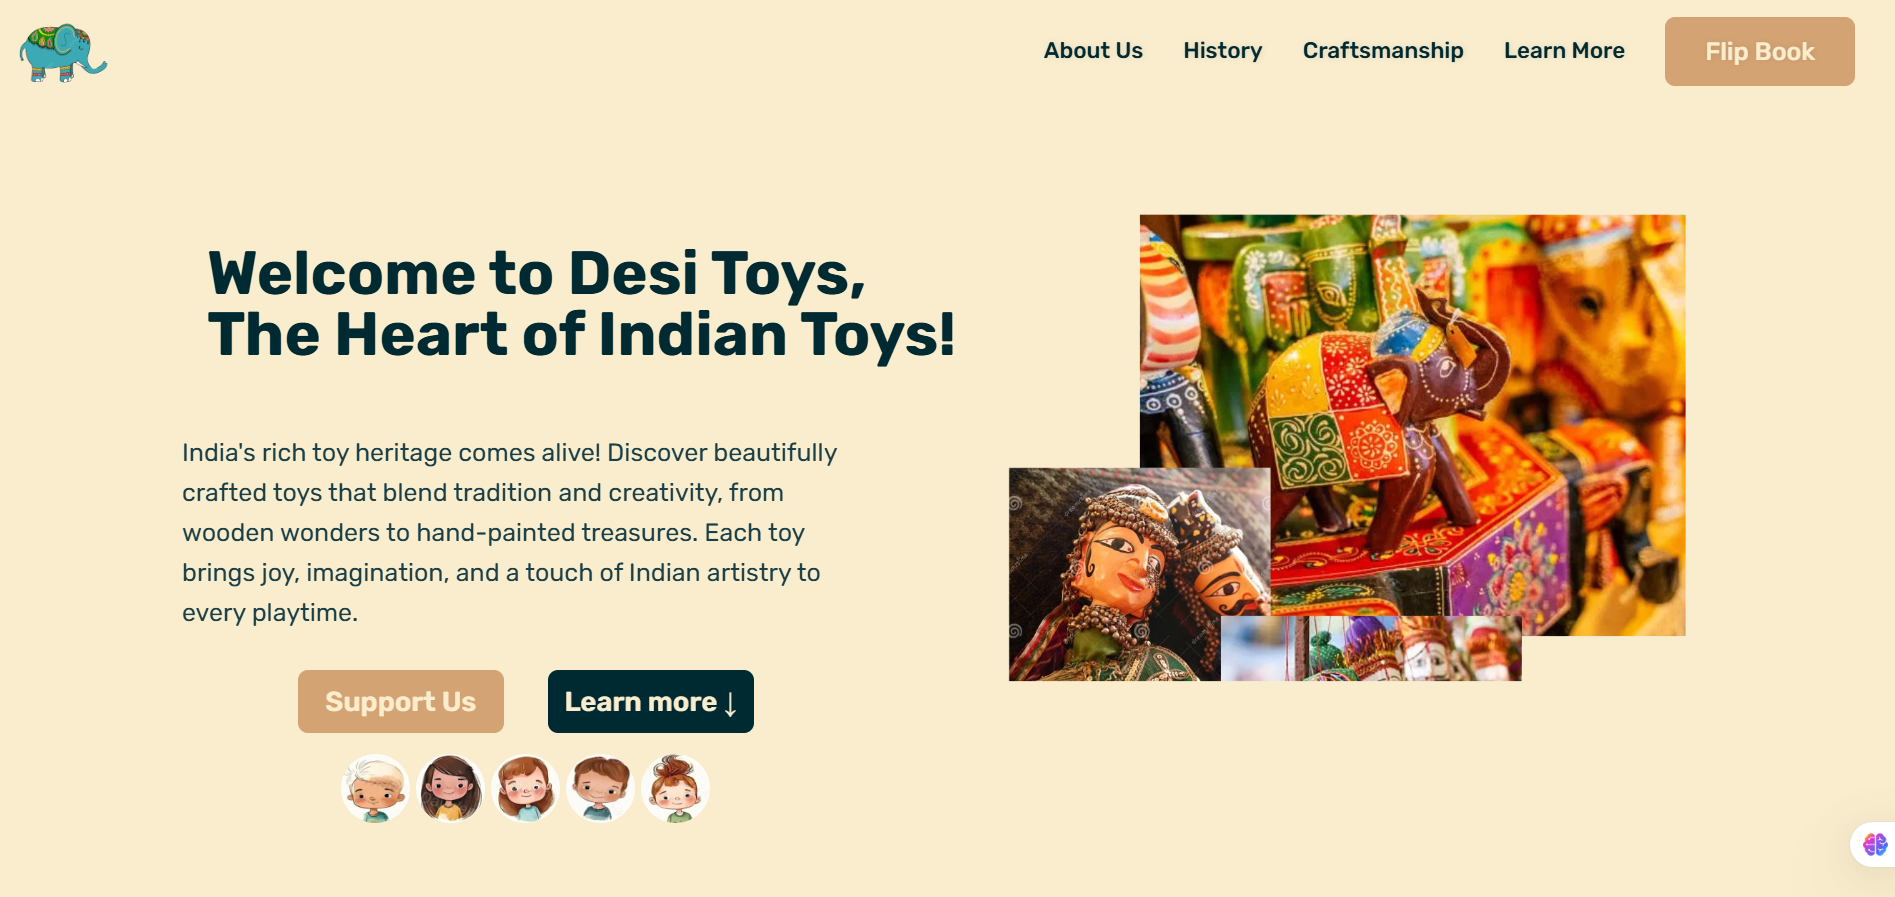 About Us
History
Craftsmanship
Learn More
Flip Book
Welcome to Desi Toys,
The Heart of Indian Toys!
India's rich toy heritage comes alive! Discover beautifully
crafted toys that blend tradition and creativity, from
wooden wonders to hand-painted treasures. Each toy
brings joy, imagination, and a touch of Indian artistry to
every playtime.
Support Us
Learn more ↓